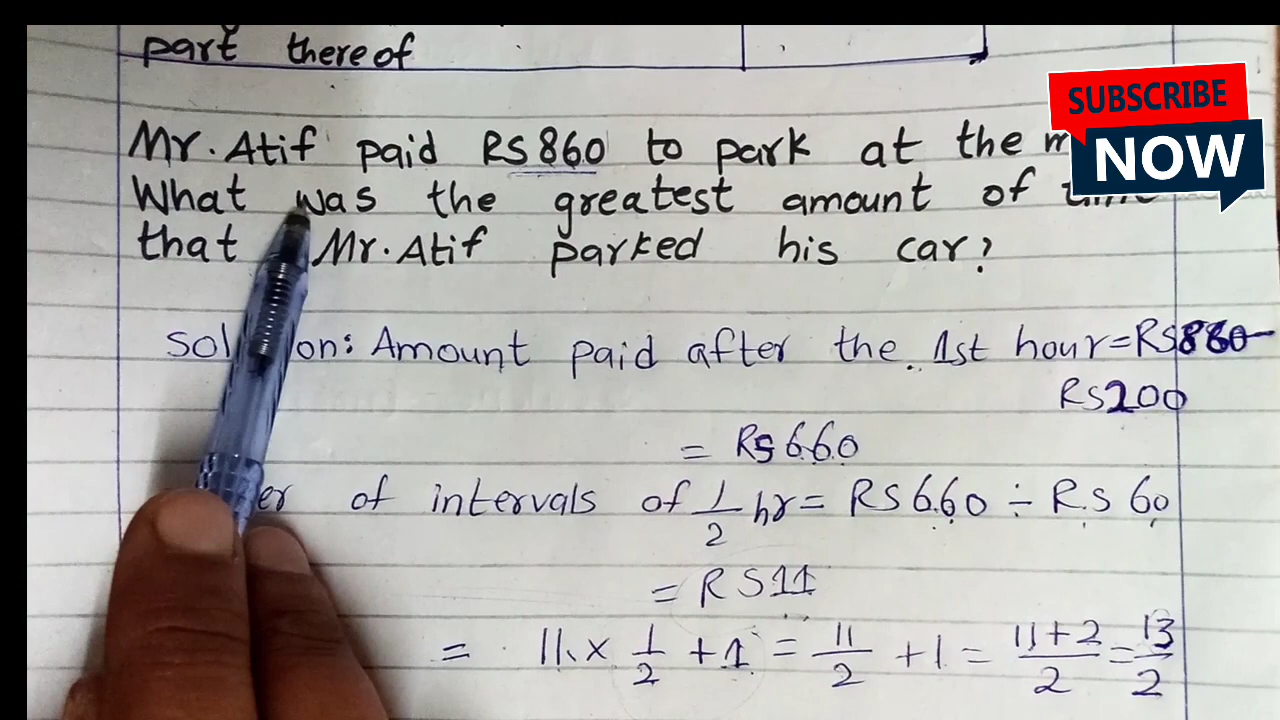 part thereof
Mr. Atif paid RS 860 to park at the
SUBSCRIBE
NOW
What was the greatest amount of
that Mr. Atif parked his car?
on: Amount paid after the 1st hour = RS 860 -
RS 200
= RS 660
er of intervals of 1/2 hr = RS 660 ÷ RS 60
= RS 11
= 11 x 1/2 + 1 = 11/2 + 1 = 11+2/2 = 13/2